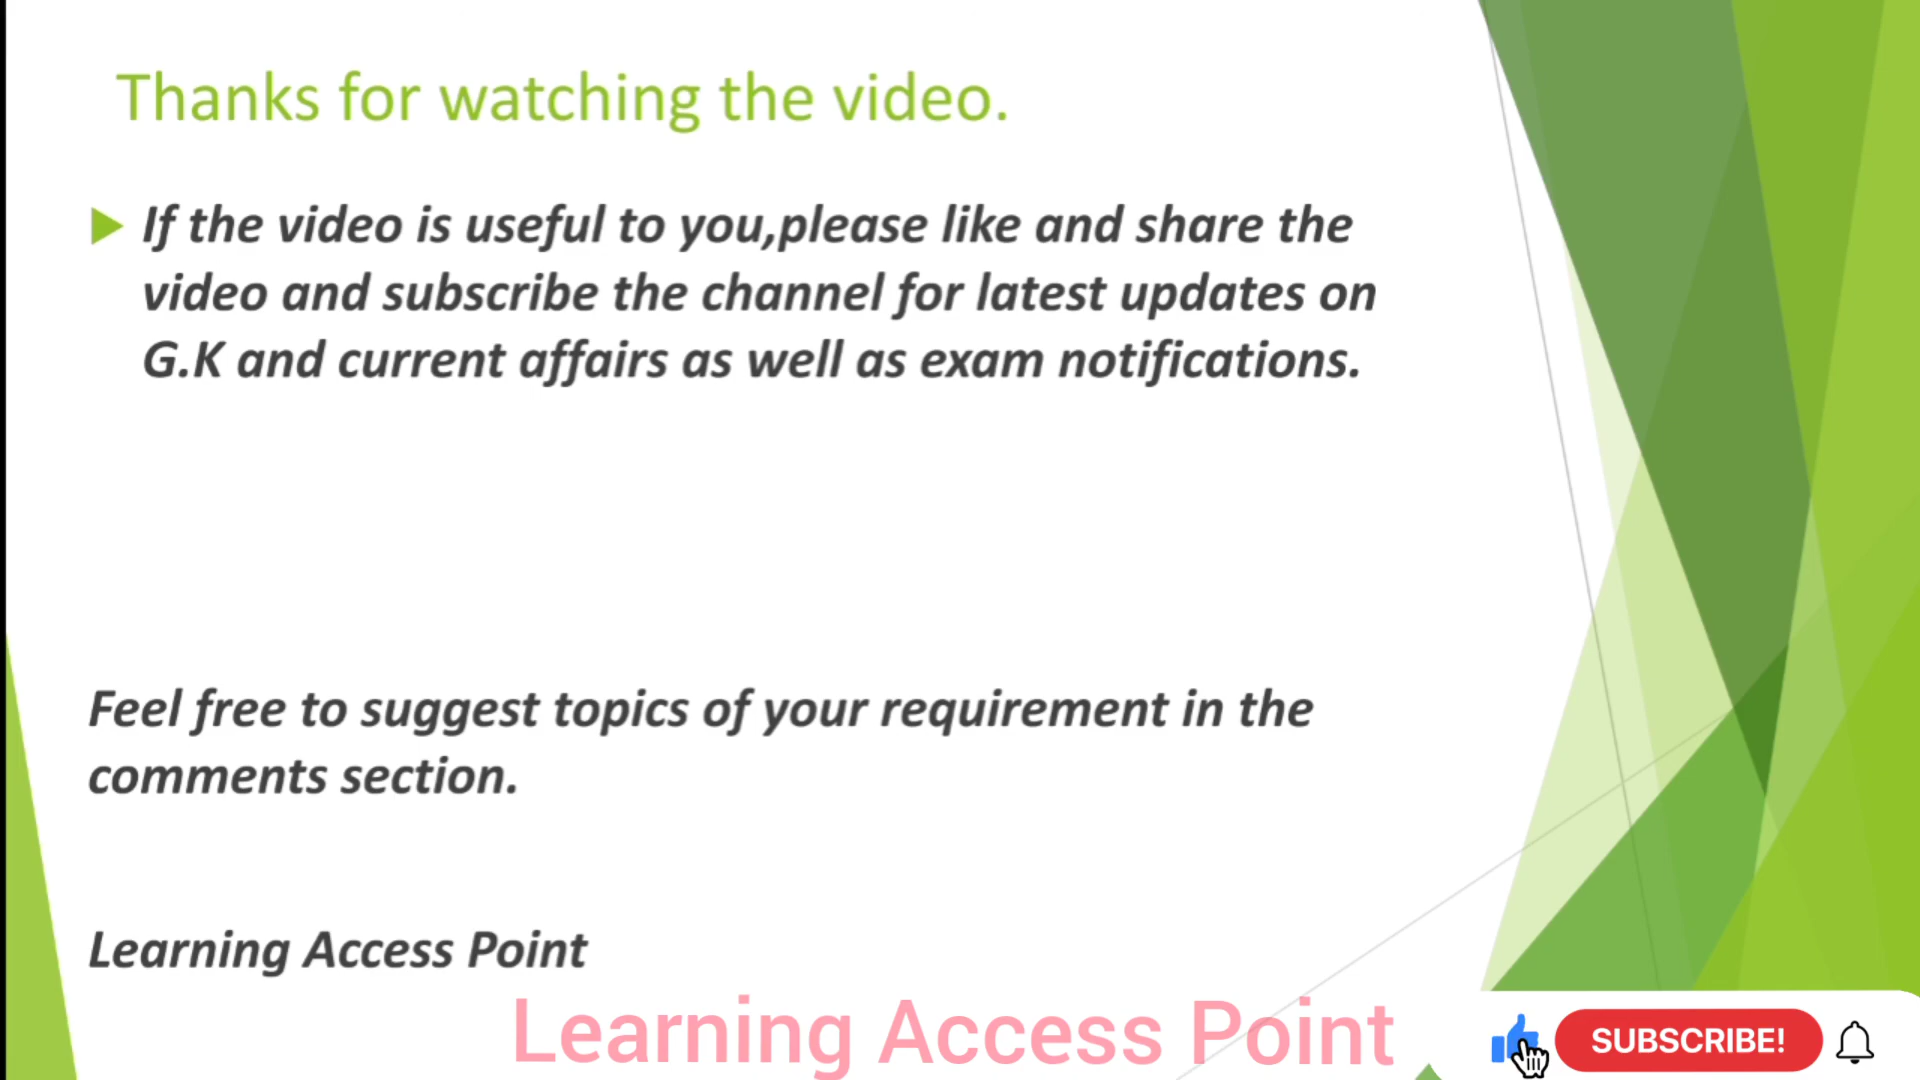 Thanks for watching the video.
If the video is useful to you,please like and share the
video and subscribe the channel for latest updates on
G.K and current affairs as well as exam notifications.
Feel free to suggest topics of your requirement in the
comments section.
Learning Access Point
Learning Access Point
SUBSCRIBE!